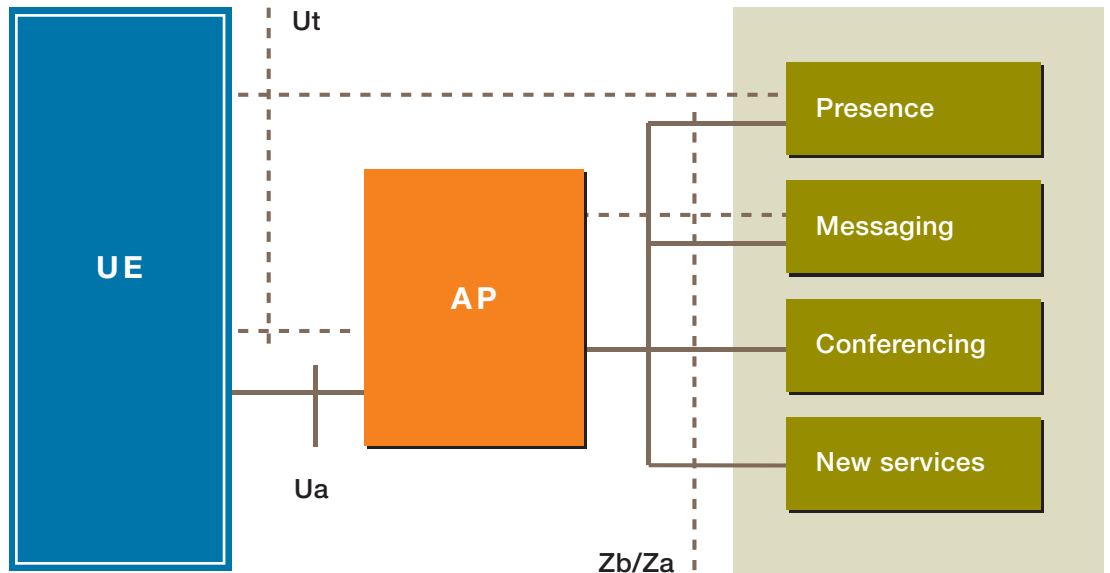 Ut
Presence
Messaging
UE
AP
Conferencing
New services
Ua
Zb/Za